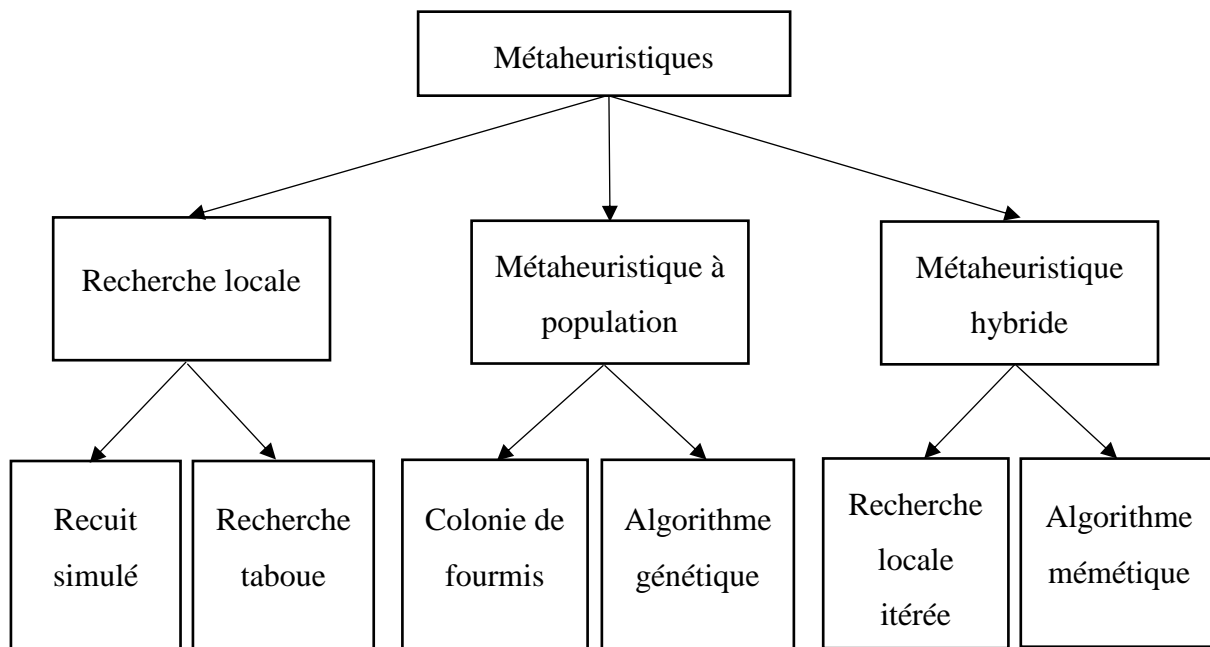 Métaheuristiques
Recherche locale
Métaheuristique à
population
Métaheuristique
hybride
Recuit
simulé
Recherche
taboue
Colonie de
fourmis
Algorithme
génétique
Recherche
locale
itérée
Algorithme
mémétique